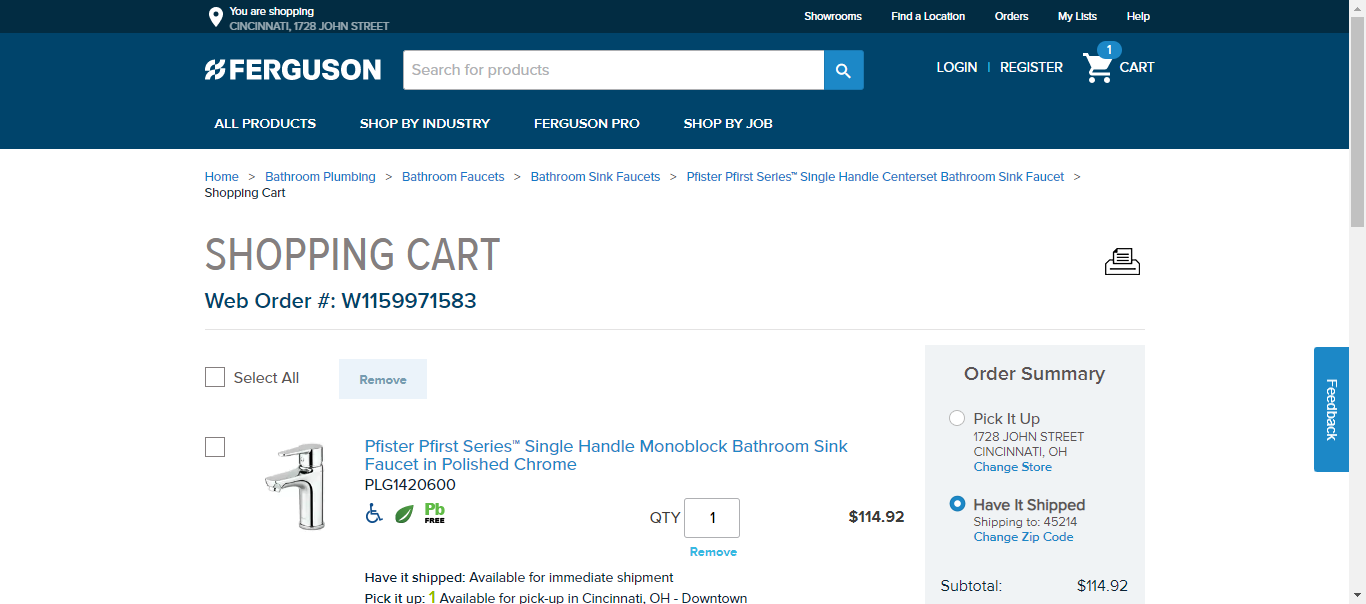 You are shopping
CINCINNATI, 1728 JOHN STREET
Showrooms Find a Location Orders My Lists Help
FERGUSON
Search for products
LOGIN | REGISTER
1
CART
ALL PRODUCTS SHOP BY INDUSTRY FERGUSON PRO SHOP BY JOB
Home > Bathroom Plumbing > Bathroom Faucets > Bathroom Sink Faucets > Pfister Pfirst Series™ Single Handle Centerset Bathroom Sink Faucet >
Shopping Cart
SHOPPING CART
Web Order #: W1159971583
Select All
Remove
Pfister Pfirst Series™ Single Handle Monoblock Bathroom Sink
Faucet in Polished Chrome
PLG1420600
Pb
FREE
QTY 1
$114.92
Remove
Have it shipped: Available for immediate shipment
Pick it up: 1 Available for pick-up in Cincinnati, OH - Downtown
Order Summary
Pick It Up
1728 JOHN STREET
CINCINNATI, OH
Change Store
Have It Shipped
Shipping to: 45214
Change Zip Code
Subtotal: $114.92
Feedback